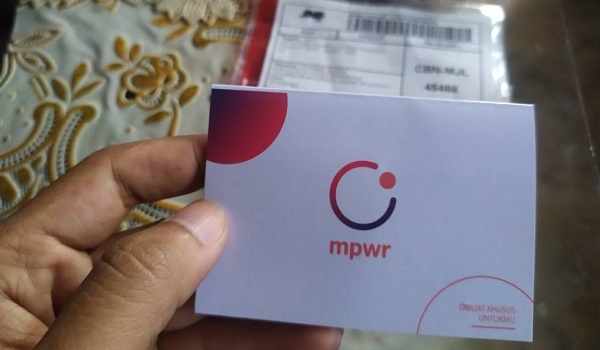 CBN-MJL
45466
mpwr
DIBUAT KHUSUS
UNTUKMU